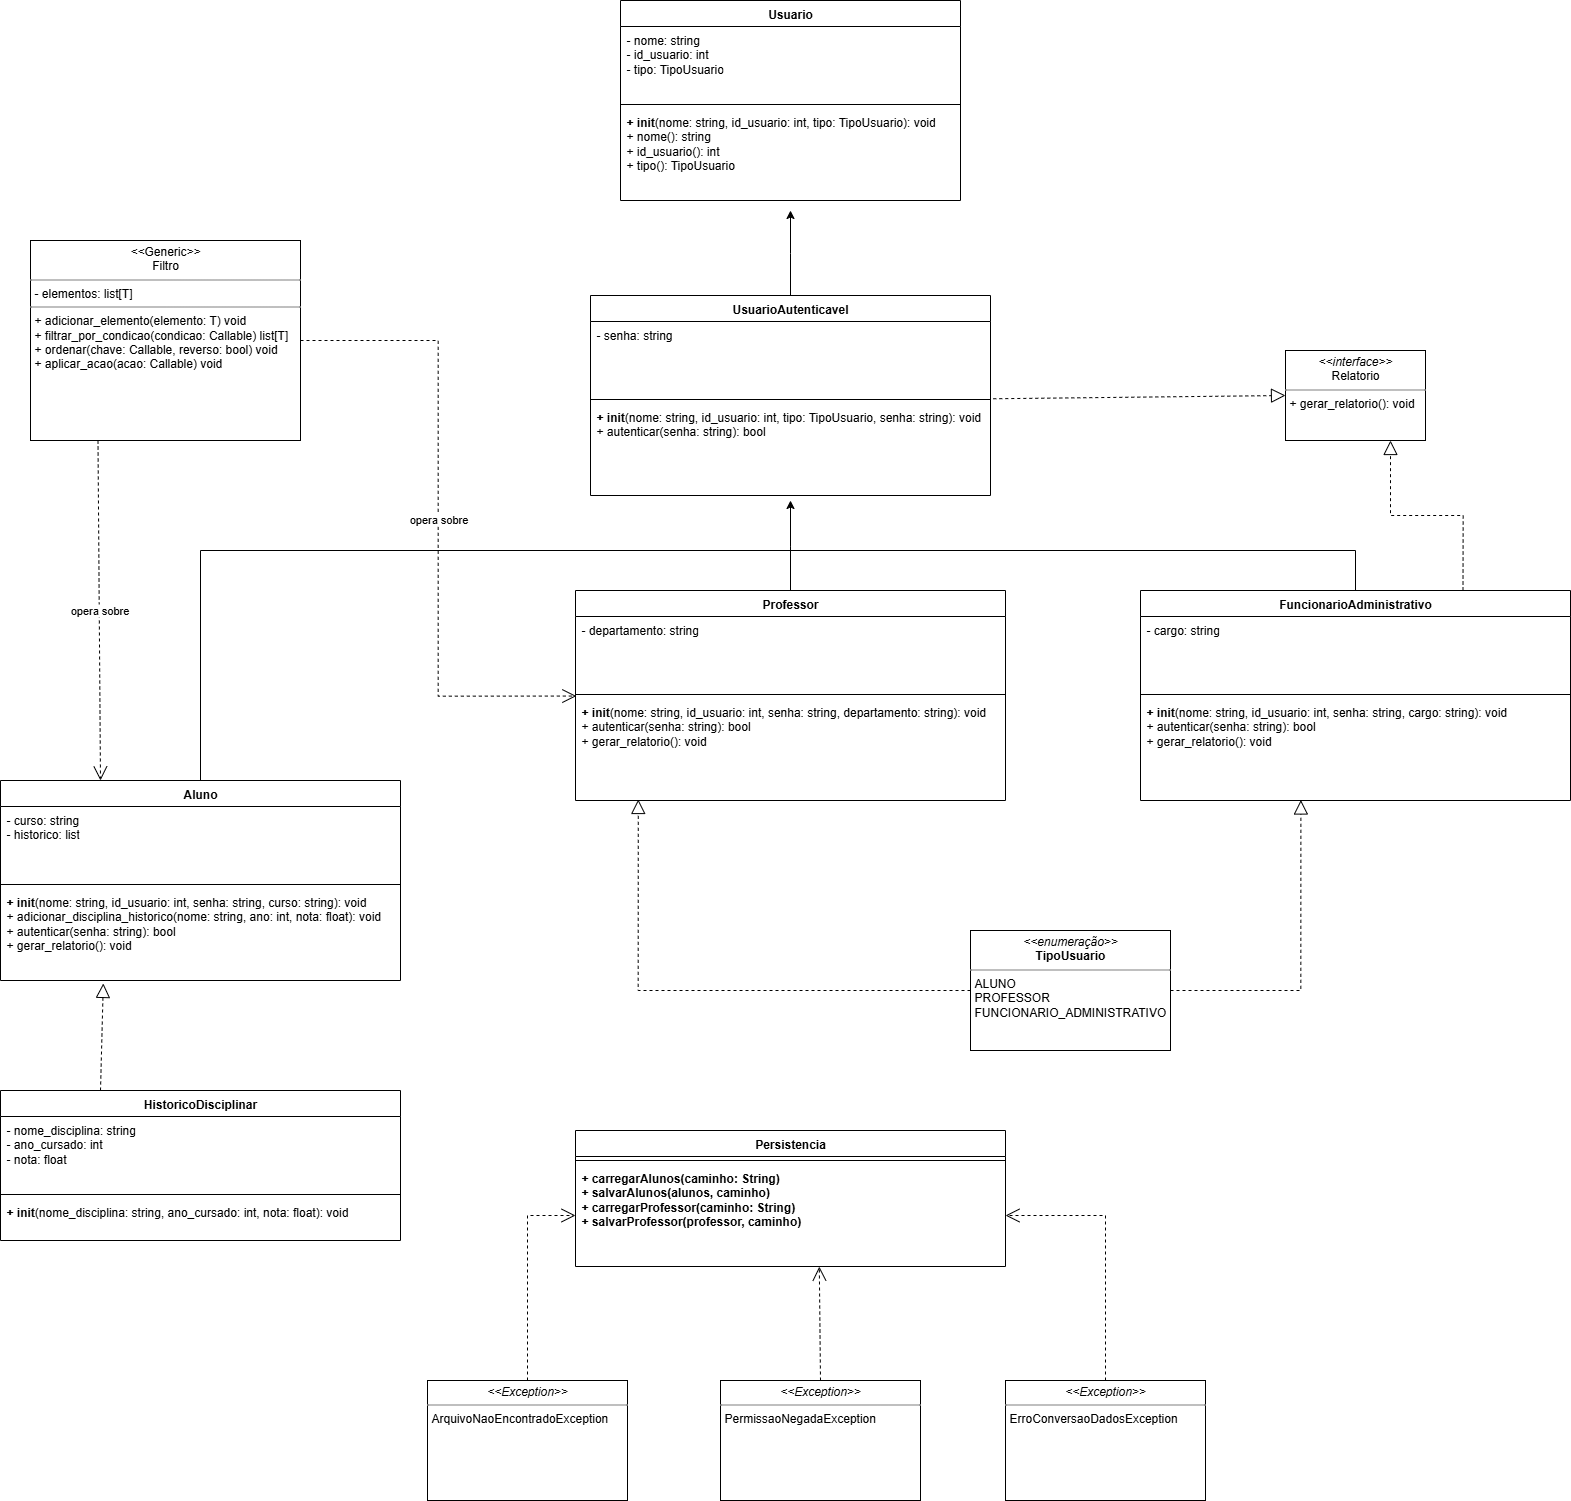 Usuario
- nome: string
- id_usuario: int
- tipo: TipoUsuario
+ init(nome: string, id_usuario: int, tipo: TipoUsuario): void
+ nome(): string
+ id_usuario(): int
+ tipo(): TipoUsuario
<<Generic>>
Filtro
- elementos: list[T]
+ adicionar_elemento(elemento: T) void
+ filtrar_por_condicao(condicao: Callable) list[T]
+ ordenar(chave: Callable, reverso: bool) void
+ aplicar_acao(acao: Callable) void
UsuarioAutenticavel
- senha: string
+ init(nome: string, id_usuario: int, tipo: TipoUsuario, senha: string): void
+ autenticar(senha: string): bool
<<interface>>
Relatorio
+ gerar_relatorio(): void
opera sobre
opera sobre
Professor
- departamento: string
+ init(nome: string, id_usuario: int, senha: string, departamento: string): void
+ autenticar(senha: string): bool
+ gerar_relatorio(): void
FuncionarioAdministrativo
- cargo: string
+ init(nome: string, id_usuario: int, senha: string, cargo: string): void
+ autenticar(senha: string): bool
+ gerar_relatorio(): void
Aluno
- curso: string
- historico: list
+ init(nome: string, id_usuario: int, senha: string, curso: string): void
+ adicionar_disciplina_historico(nome: string, ano: int, nota: float): void
+ autenticar(senha: string): bool
+ gerar_relatorio(): void
<<enumeração>>
TipoUsuario
ALUNO
PROFESSOR
FUNCIONARIO_ADMINISTRATIVO
HistoricoDisciplinar
- nome_disciplina: string
- ano_cursado: int
- nota: float
+ init(nome_disciplina: string, ano_cursado: int, nota: float): void
Persistencia
+ carregarAlunos(caminho: String)
+ salvarAlunos(alunos, caminho)
+ carregarProfessor(caminho: String)
+ salvarProfessor(professor, caminho)
<<Exception>>
ArquivoNaoEncontradoException
<<Exception>>
PermissaoNegadaException
<<Exception>>
ErroConversaoDadosException